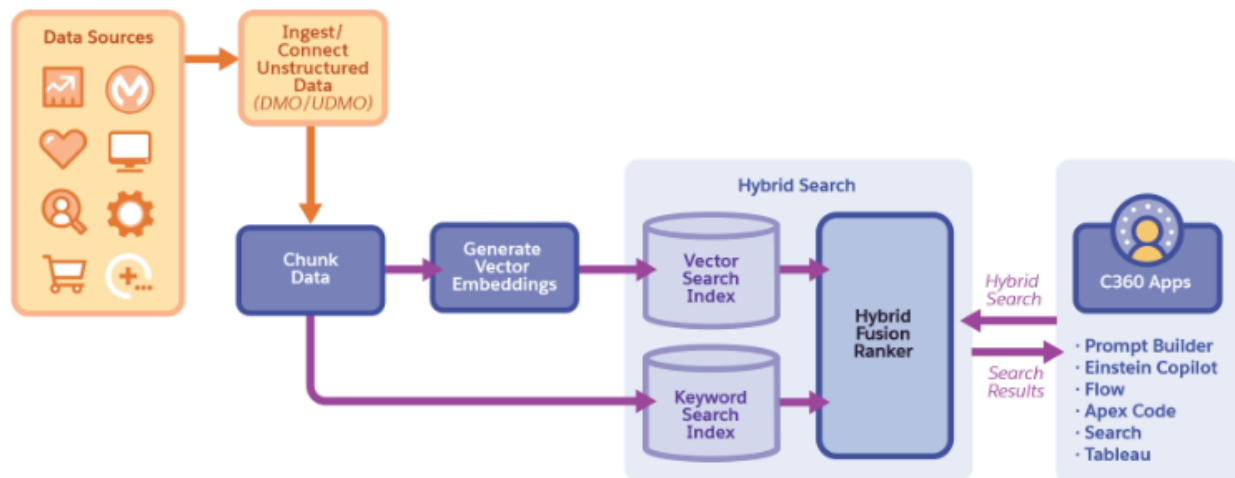 Data Sources
Ingest/
Connect
Unstructured
Data
(DMO/UDMO)
Chunk
Data
Generate
Vector
Embeddings
Hybrid Search
Vector
Search
Index
Keyword
Search
Index
Hybrid
Fusion
Ranker
Hybrid
Search
Search
Results
C360 Apps
· Prompt Builder
· Einstein Copilot
· Flow
· Apex Code
· Search
· Tableau